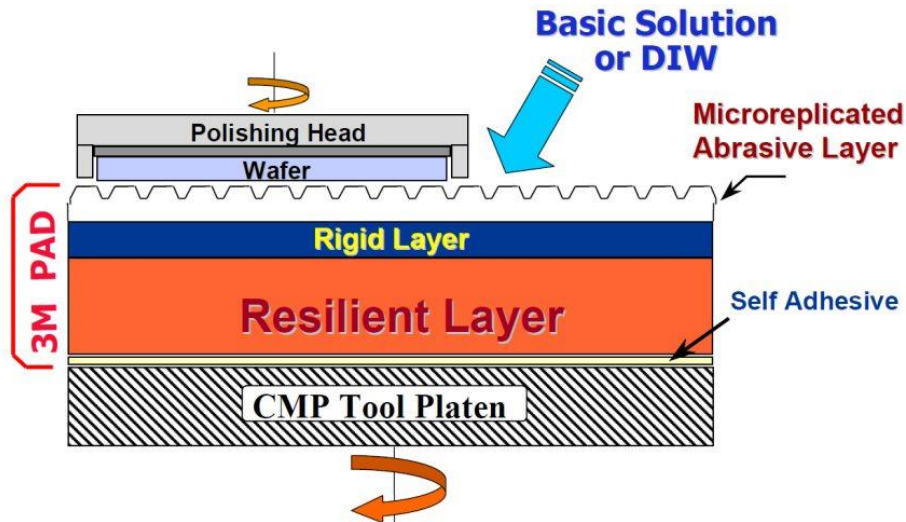 Basic Solution
or DIW
Microreplicated
Abrasive Layer
Polishing Head
Wafer
3M PAD
Rigid Layer
Resilient Layer
Self Adhesive
CMP Tool Platen